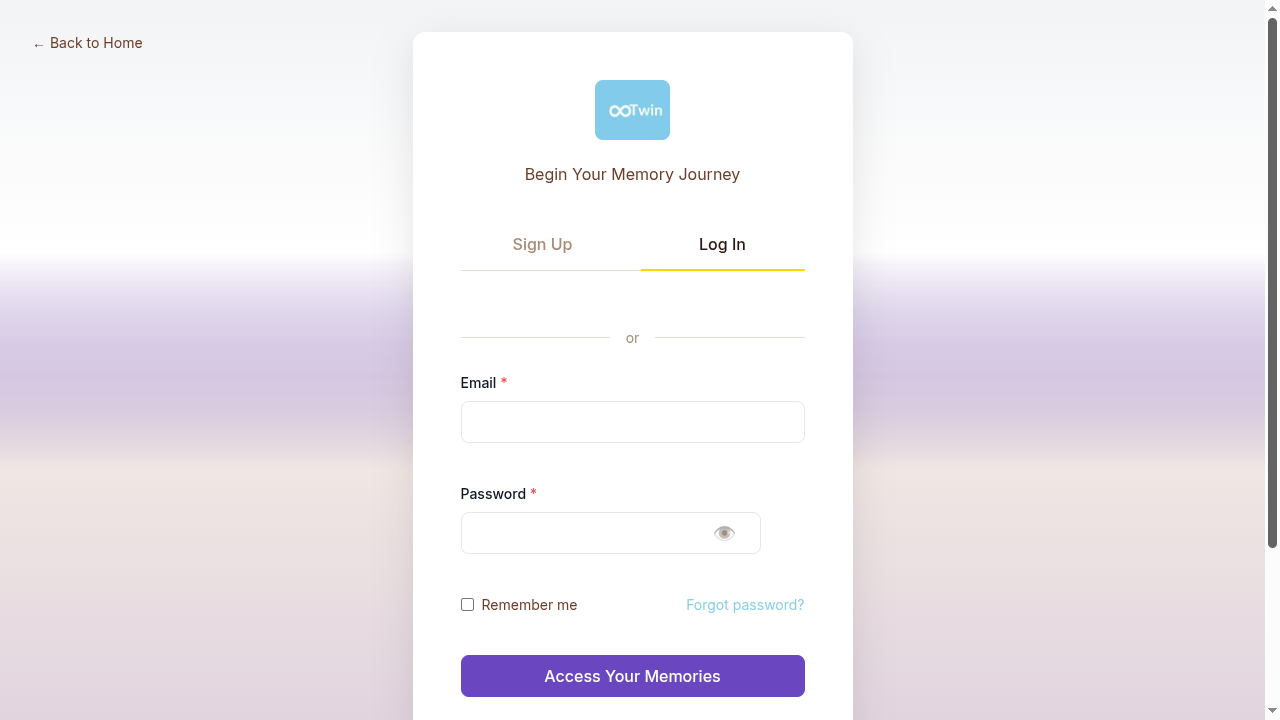 ← Back to Home
∞Twin
Begin Your Memory Journey
Sign Up
Log In
or
Email *
Password *
Remember me
Forgot password?
Access Your Memories